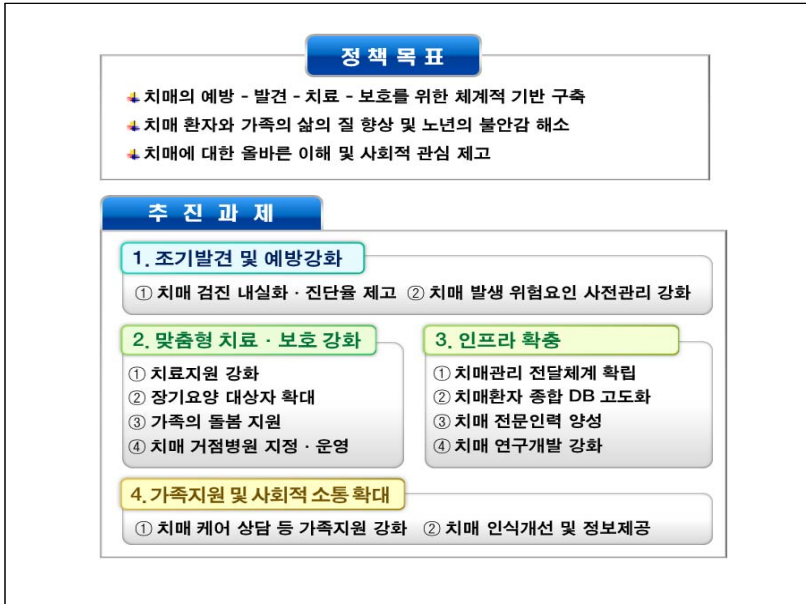 정 책 목 표
치매의 예방 - 발견 - 치료 - 보호를 위한 체계적 기반 구축
치매 환자와 가족의 삶의 질 향상 및 노년의 불안감 해소
치매에 대한 올바른 이해 및 사회적 관심 제고
추 진 과 제
1. 조기발견 및 예방강화
① 치매 검진 내실화 · 진단율 제고 ② 치매 발생 위험요인 사전관리 강화
2. 맞춤형 치료 · 보호 강화
① 치료지원 강화
② 장기요양 대상자 확대
③ 가족의 돌봄 지원
④ 치매 거점병원 지정 · 운영
3. 인프라 확충
① 치매관리 전달체계 확립
② 치매환자 종합 DB 고도화
③ 치매 전문인력 양성
④ 치매 연구개발 강화
4. 가족지원 및 사회적 소통 확대
① 치매 케어 상담 등 가족지원 강화 ② 치매 인식개선 및 정보제공